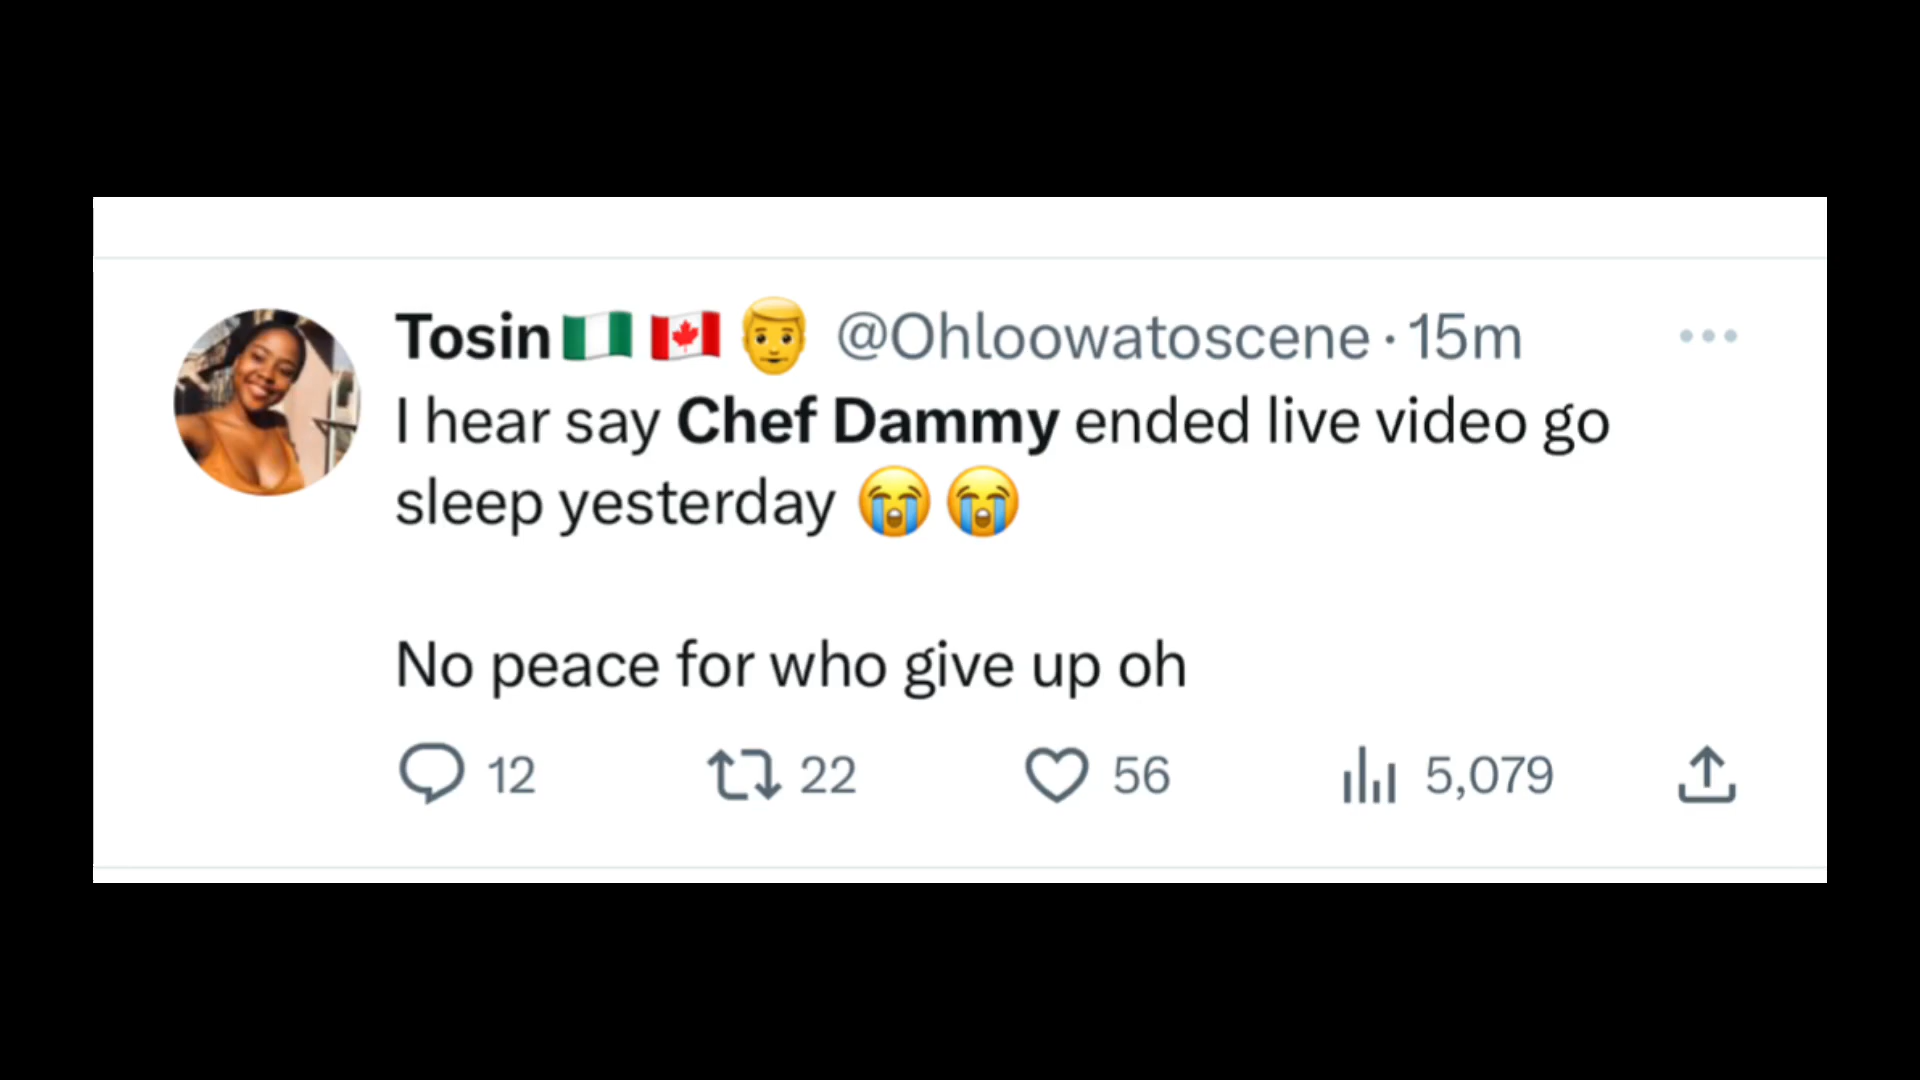 Tosin🇳🇬 🇨🇦 👨 @Ohloowatoscene · 15m
I hear say Chef Dammy ended live video go
sleep yesterday 😭 😭
No peace for who give up oh
12 22 56 5,079